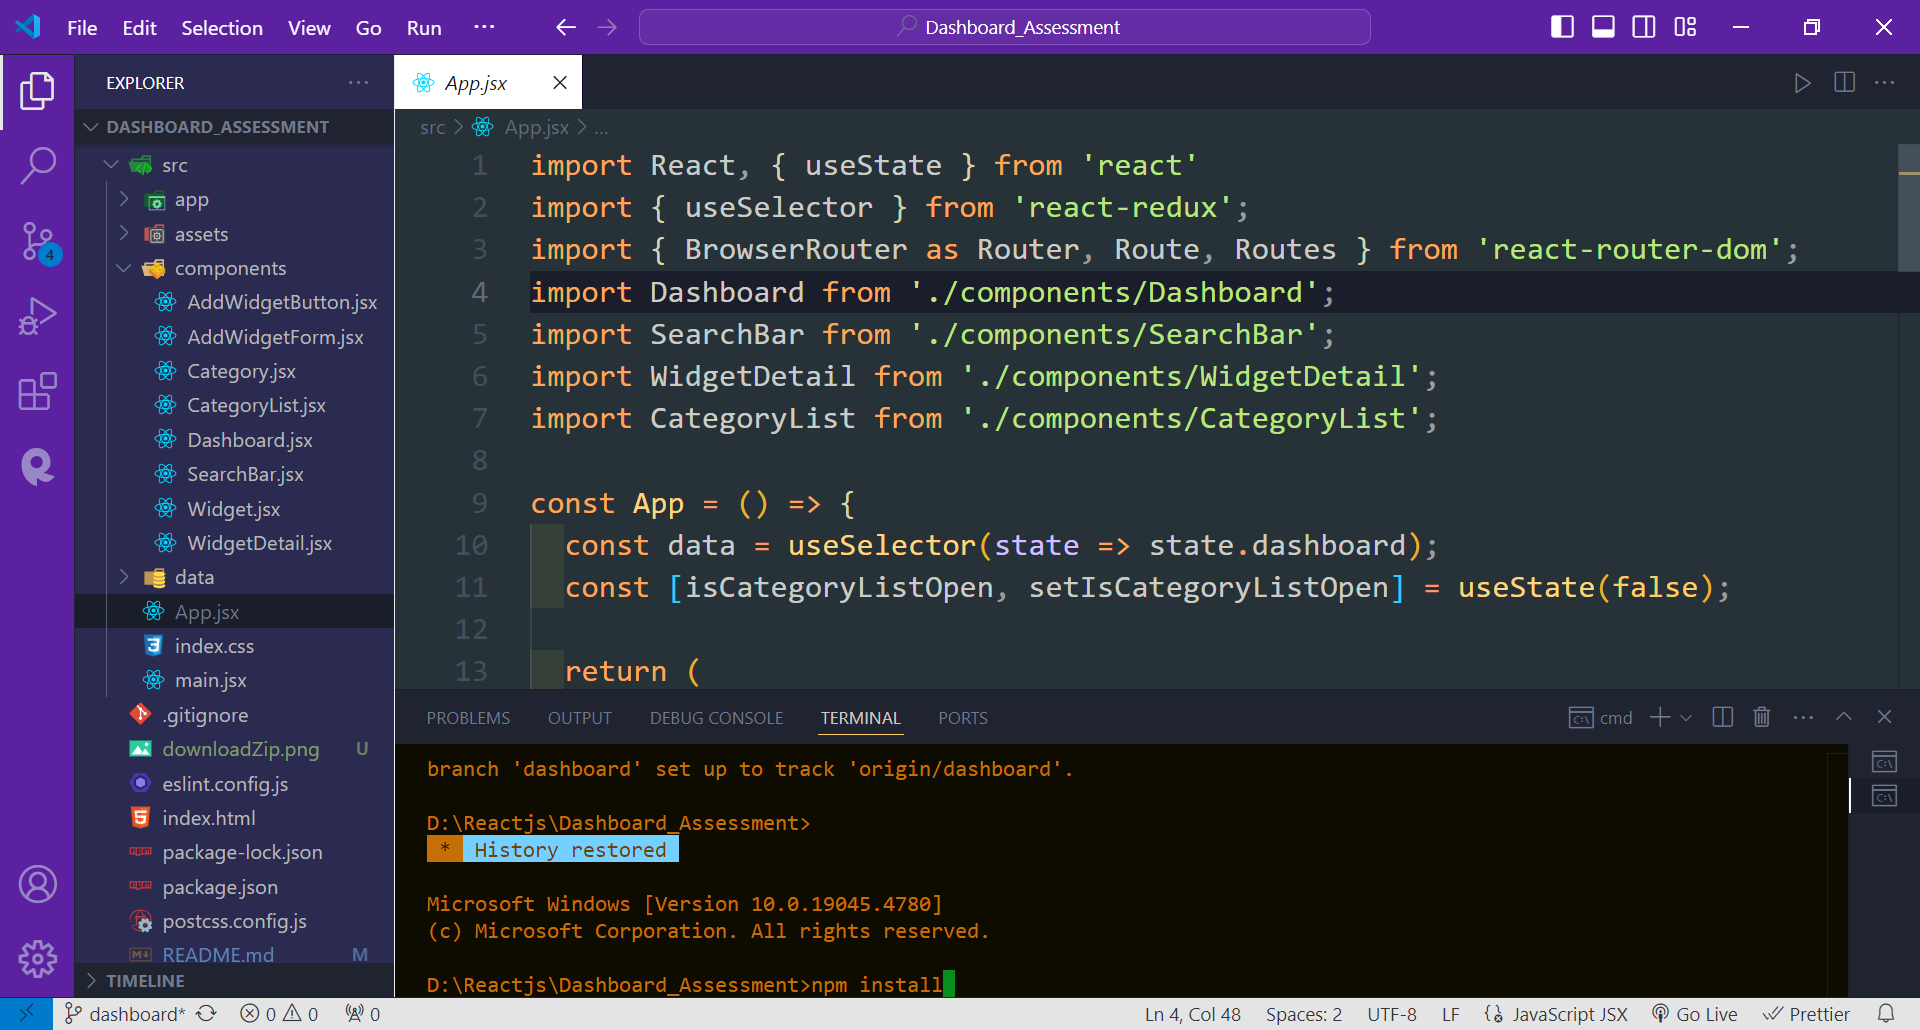 File Edit Selection View Go Run ··· Dashboard_Assessment
EXPLORER
DASHBOARD_ASSESSMENT
src
app
assets
components
AddWidgetButton.jsx
AddWidgetForm.jsx
Category.jsx
CategoryList.jsx
Dashboard.jsx
SearchBar.jsx
Widget.jsx
WidgetDetail.jsx
data
App.jsx
index.css
main.jsx
.gitignore
downloadZip.png U
eslint.config.js
index.html
package-lock.json
package.json
postcss.config.js
README.md M
TIMELINE
4
App.jsx
src > App.jsx > ...
1 import React, { useState } from 'react'
2 import { useSelector } from 'react-redux';
3 import { BrowserRouter as Router, Route, Routes } from 'react-router-dom';
4 import Dashboard from './components/Dashboard';
5 import SearchBar from './components/SearchBar';
6 import WidgetDetail from './components/WidgetDetail';
7 import CategoryList from './components/CategoryList';
8
9 const App = () => {
10 const data = useSelector(state => state.dashboard);
11 const [isCategoryListOpen, setIsCategoryListOpen] = useState(false);
12
13 return (
PROBLEMS OUTPUT DEBUG CONSOLE TERMINAL PORTS cmd
branch 'dashboard' set up to track 'origin/dashboard'.
D:\Reactjs\Dashboard_Assessment>
* History restored
Microsoft Windows [Version 10.0.19045.4780]
(c) Microsoft Corporation. All rights reserved.
D:\Reactjs\Dashboard_Assessment>npm install
dashboard* 0 0 0 Ln 4, Col 48 Spaces: 2 UTF-8 LF JavaScript JSX Go Live Prettier